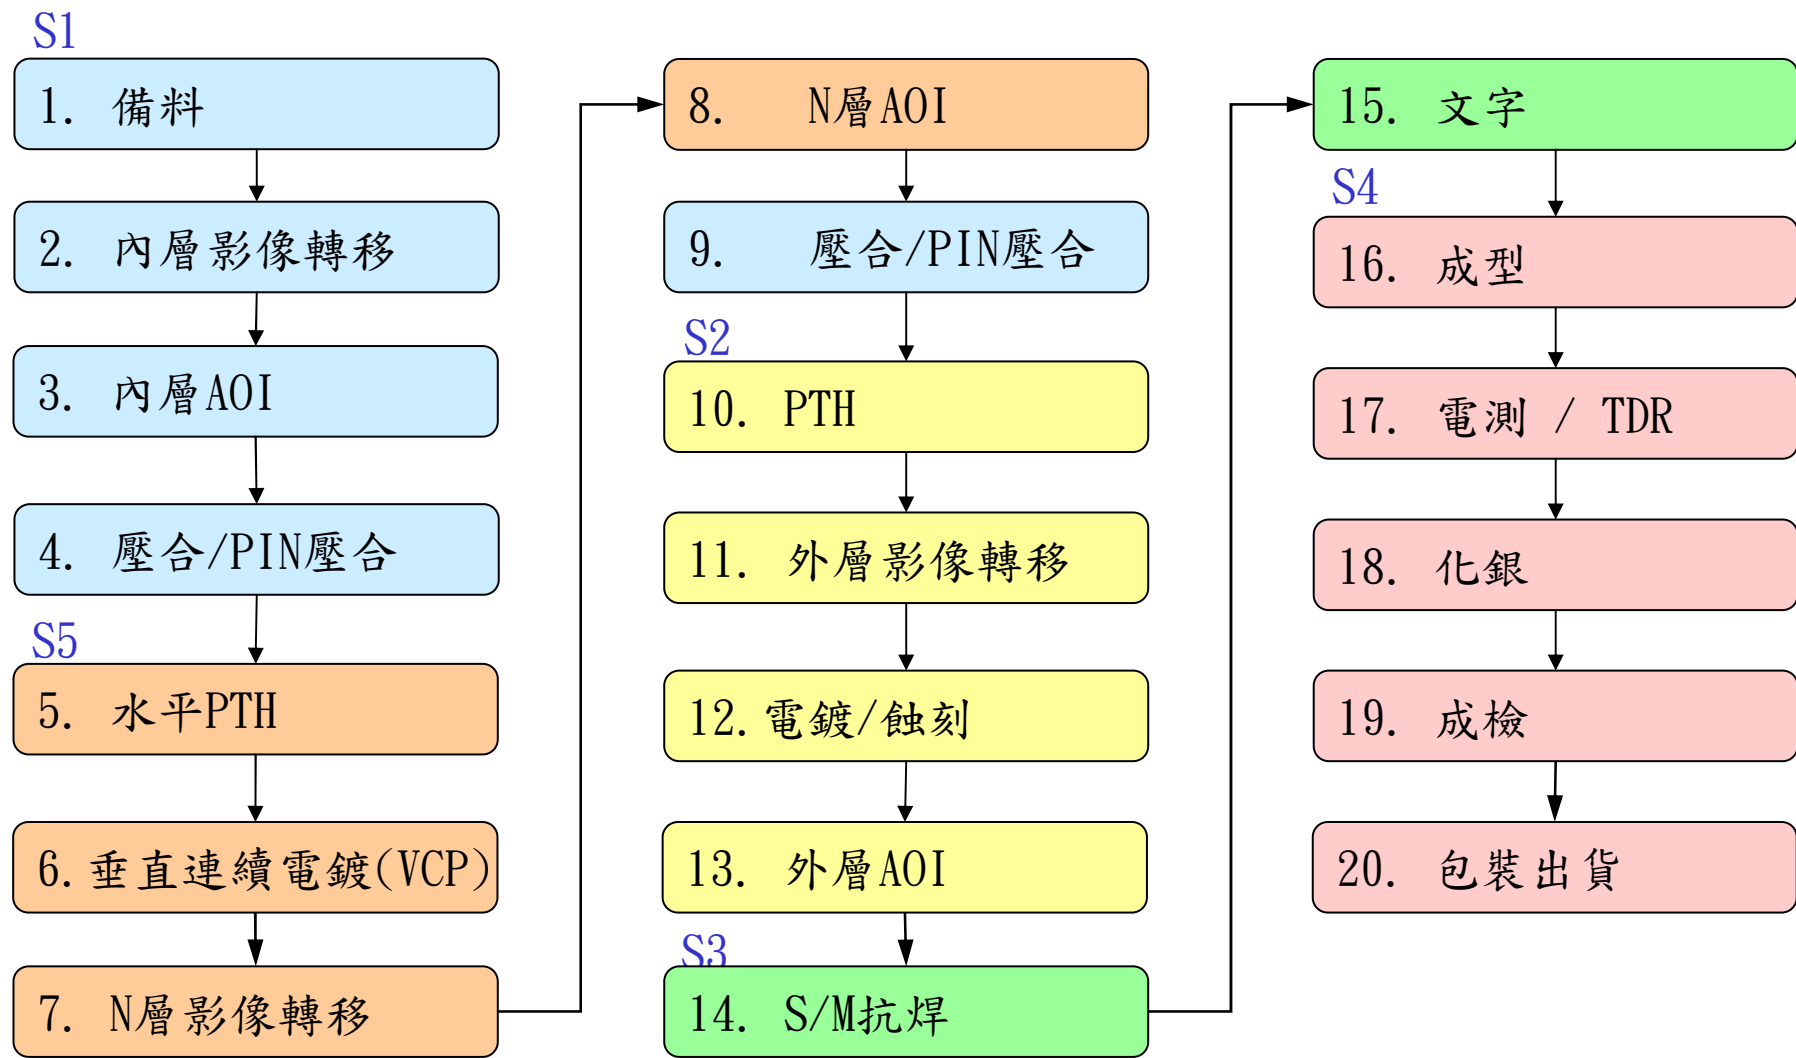 S1
1. 備料
2. 內層影像轉移
3. 內層AOI
4. 壓合/PIN壓合
S5
5. 水平PTH
6.垂直連續電鍍(VCP)
7. N層影像轉移
8. N層AOI
9. 壓合/PIN壓合
S2
10. PTH
11. 外層影像轉移
12.電鍍/蝕刻
13. 外層AOI
S3
14. S/M抗焊
15. 文字
S4
16. 成型
17. 電測 / TDR
18. 化銀
19. 成檢
20. 包裝出貨